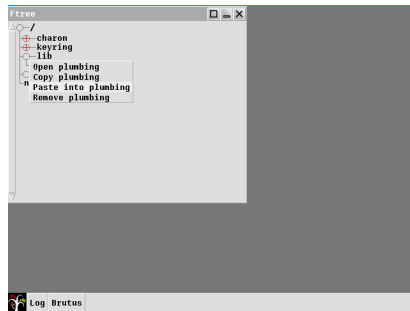 Ftree
/
charon
keyring
lib
Open plumbing
Copy plumbing
Paste into plumbing
Remove plumbing
n
Log Brutus